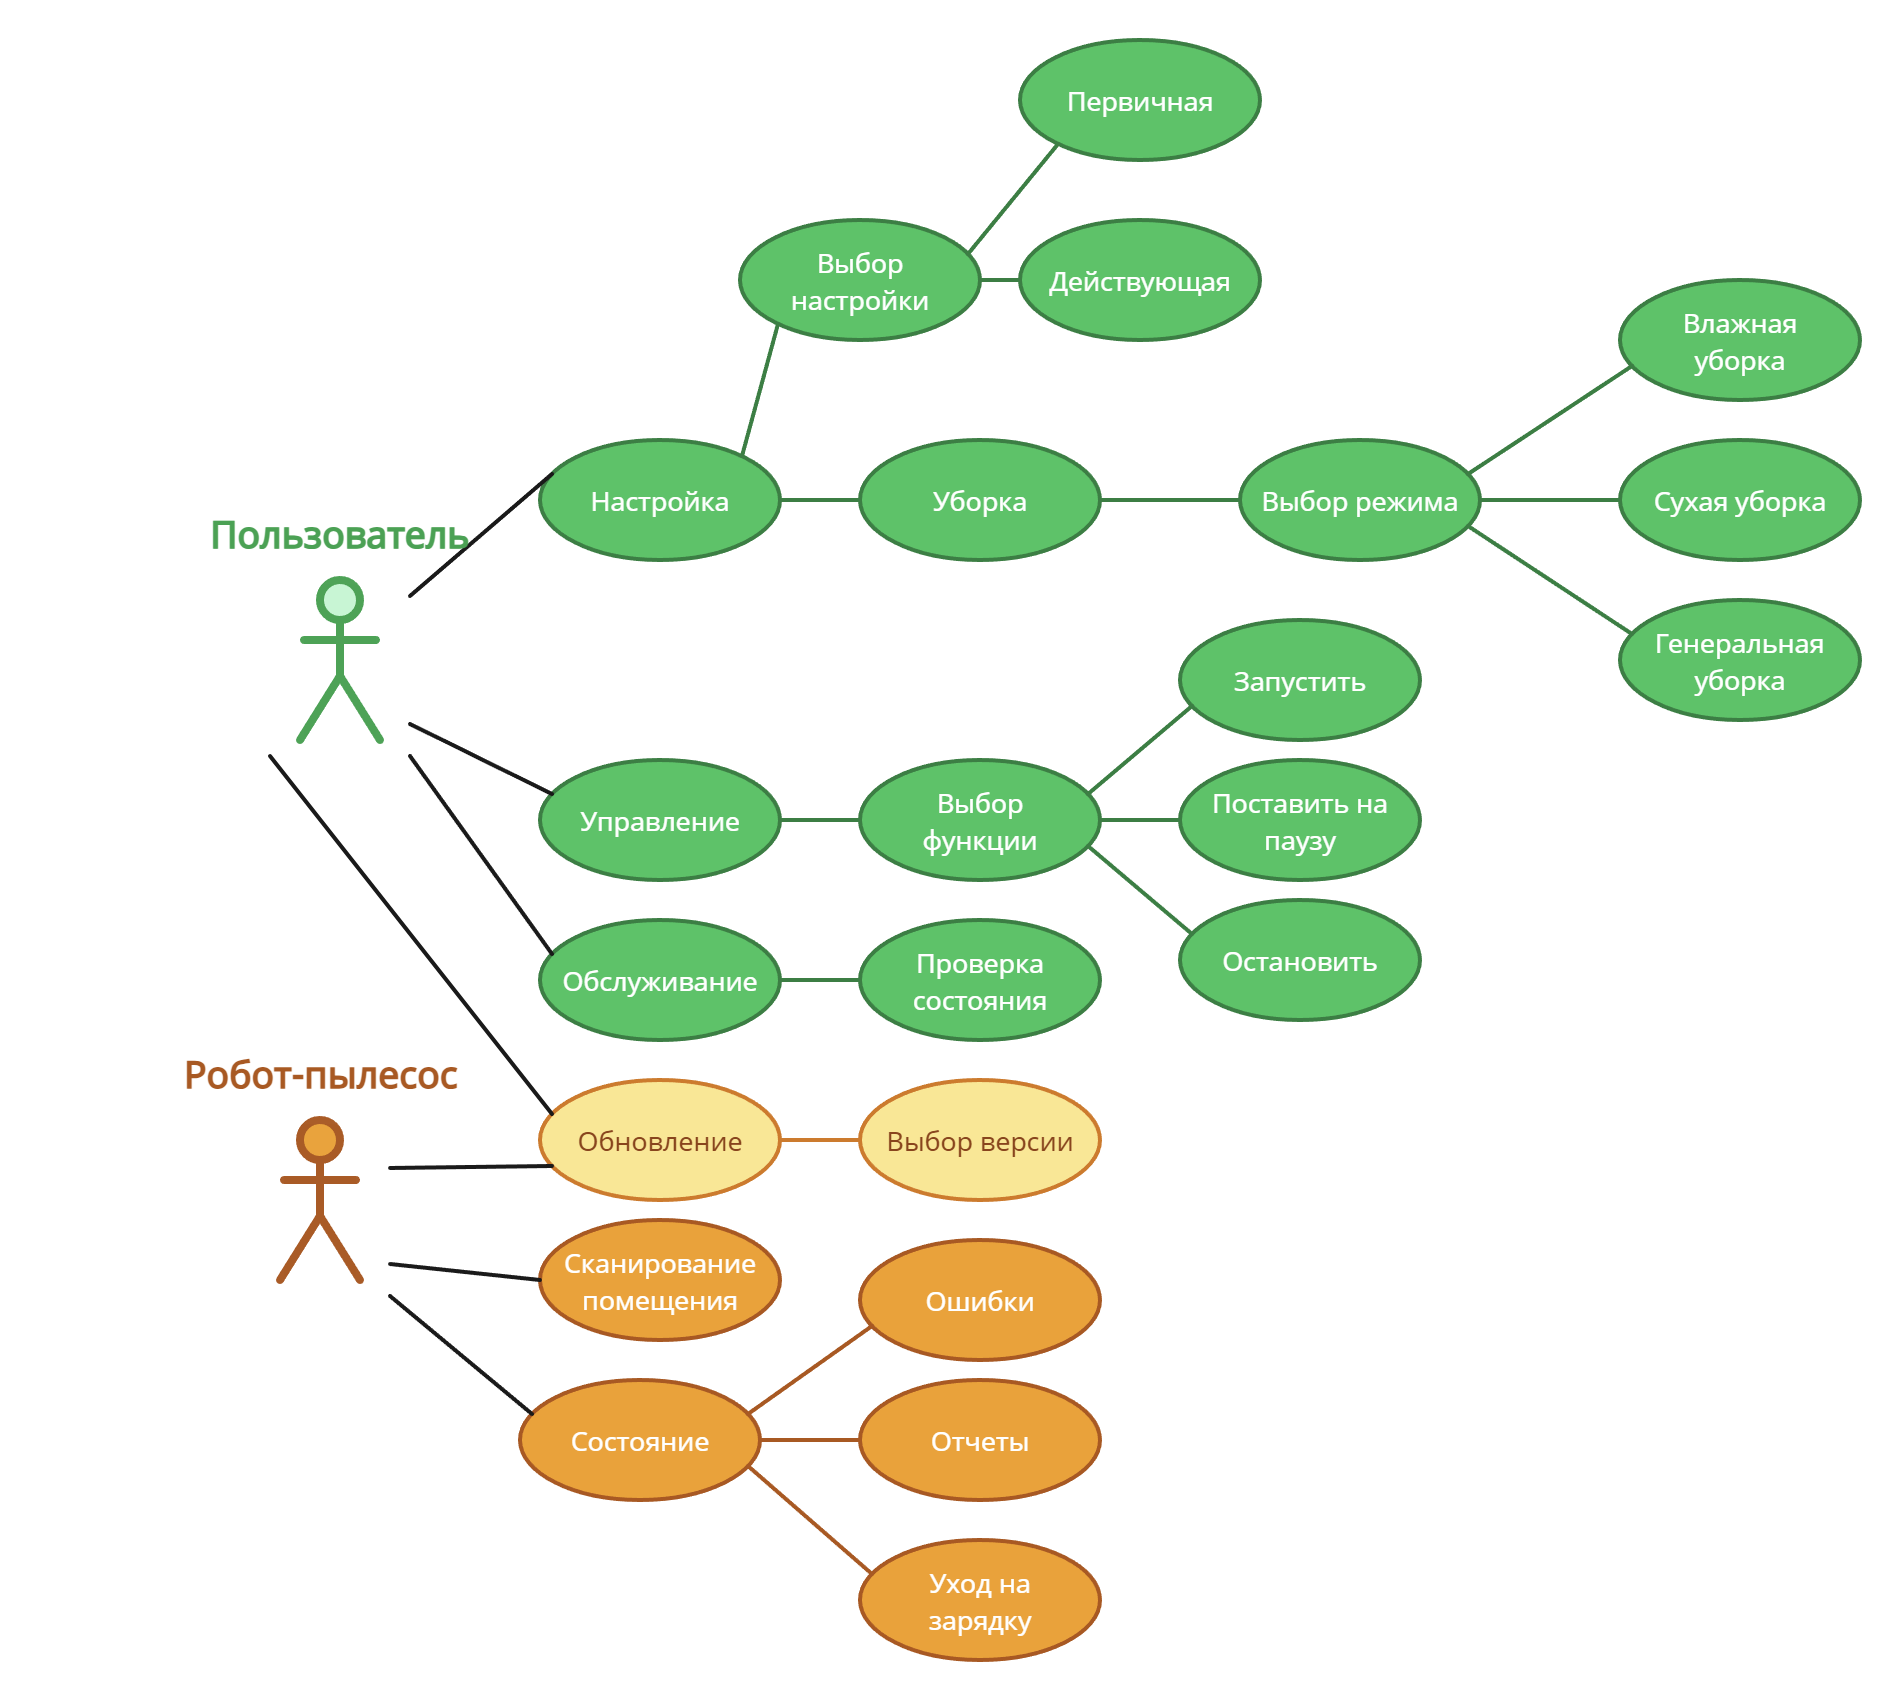 Первичная
Выбор
настройки
Действующая
Влажная
уборка
Настройка
Уборка
Выбор режима
Сухая уборка
Пользователь
Генеральная
уборка
Запустить
Управление
Выбор
функции
Поставить на
паузу
Остановить
Обслуживание
Проверка
состояния
Робот-пылесос
Обновление
Выбор версии
Сканирование
помещения
Ошибки
Состояние
Отчеты
Уход на
зарядку